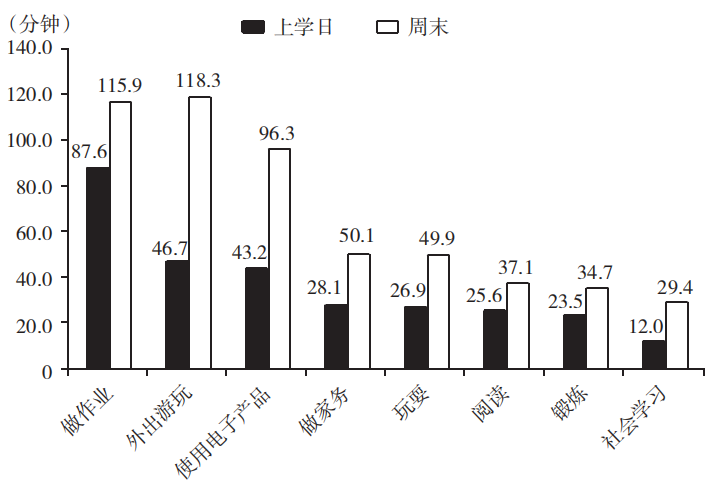 （分钟）
上学日 周末
140.0
120.0
100.0
80.0
60.0
40.0
20.0
0
87.6 115.9
46.7 118.3
43.2 96.3
28.1 50.1
26.9 49.9
25.6 37.1
23.5 34.7
12.0 29.4
做作业
外出游玩
使用电子产品
做家务
玩耍
阅读
锻炼
社会学习